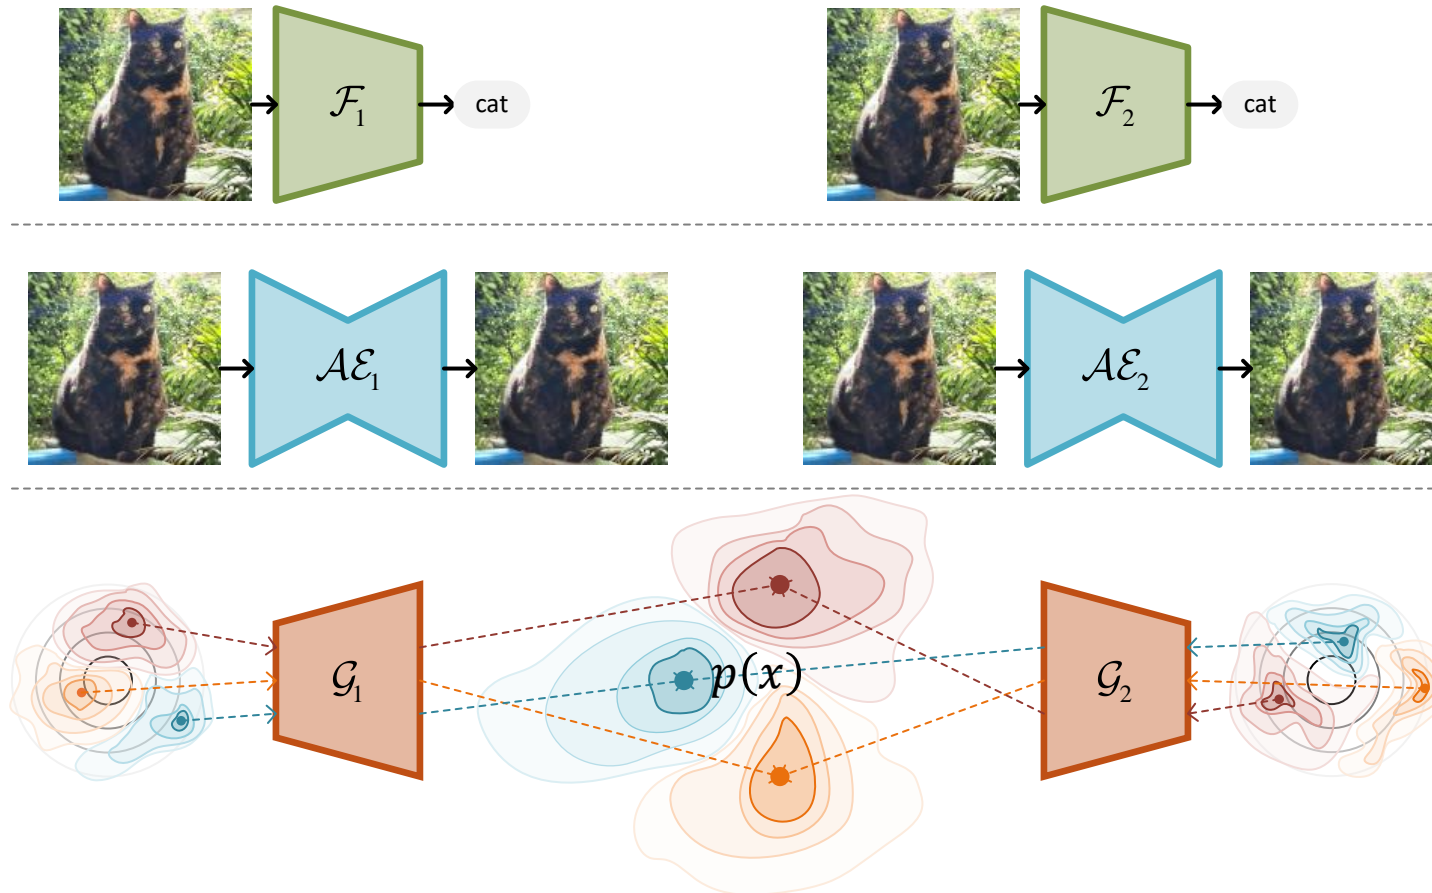 𝓕₁ cat 𝓕₂ cat
𝓐𝓔₁ 𝓐𝓔₂
𝓖₁ p(x) 𝓖₂